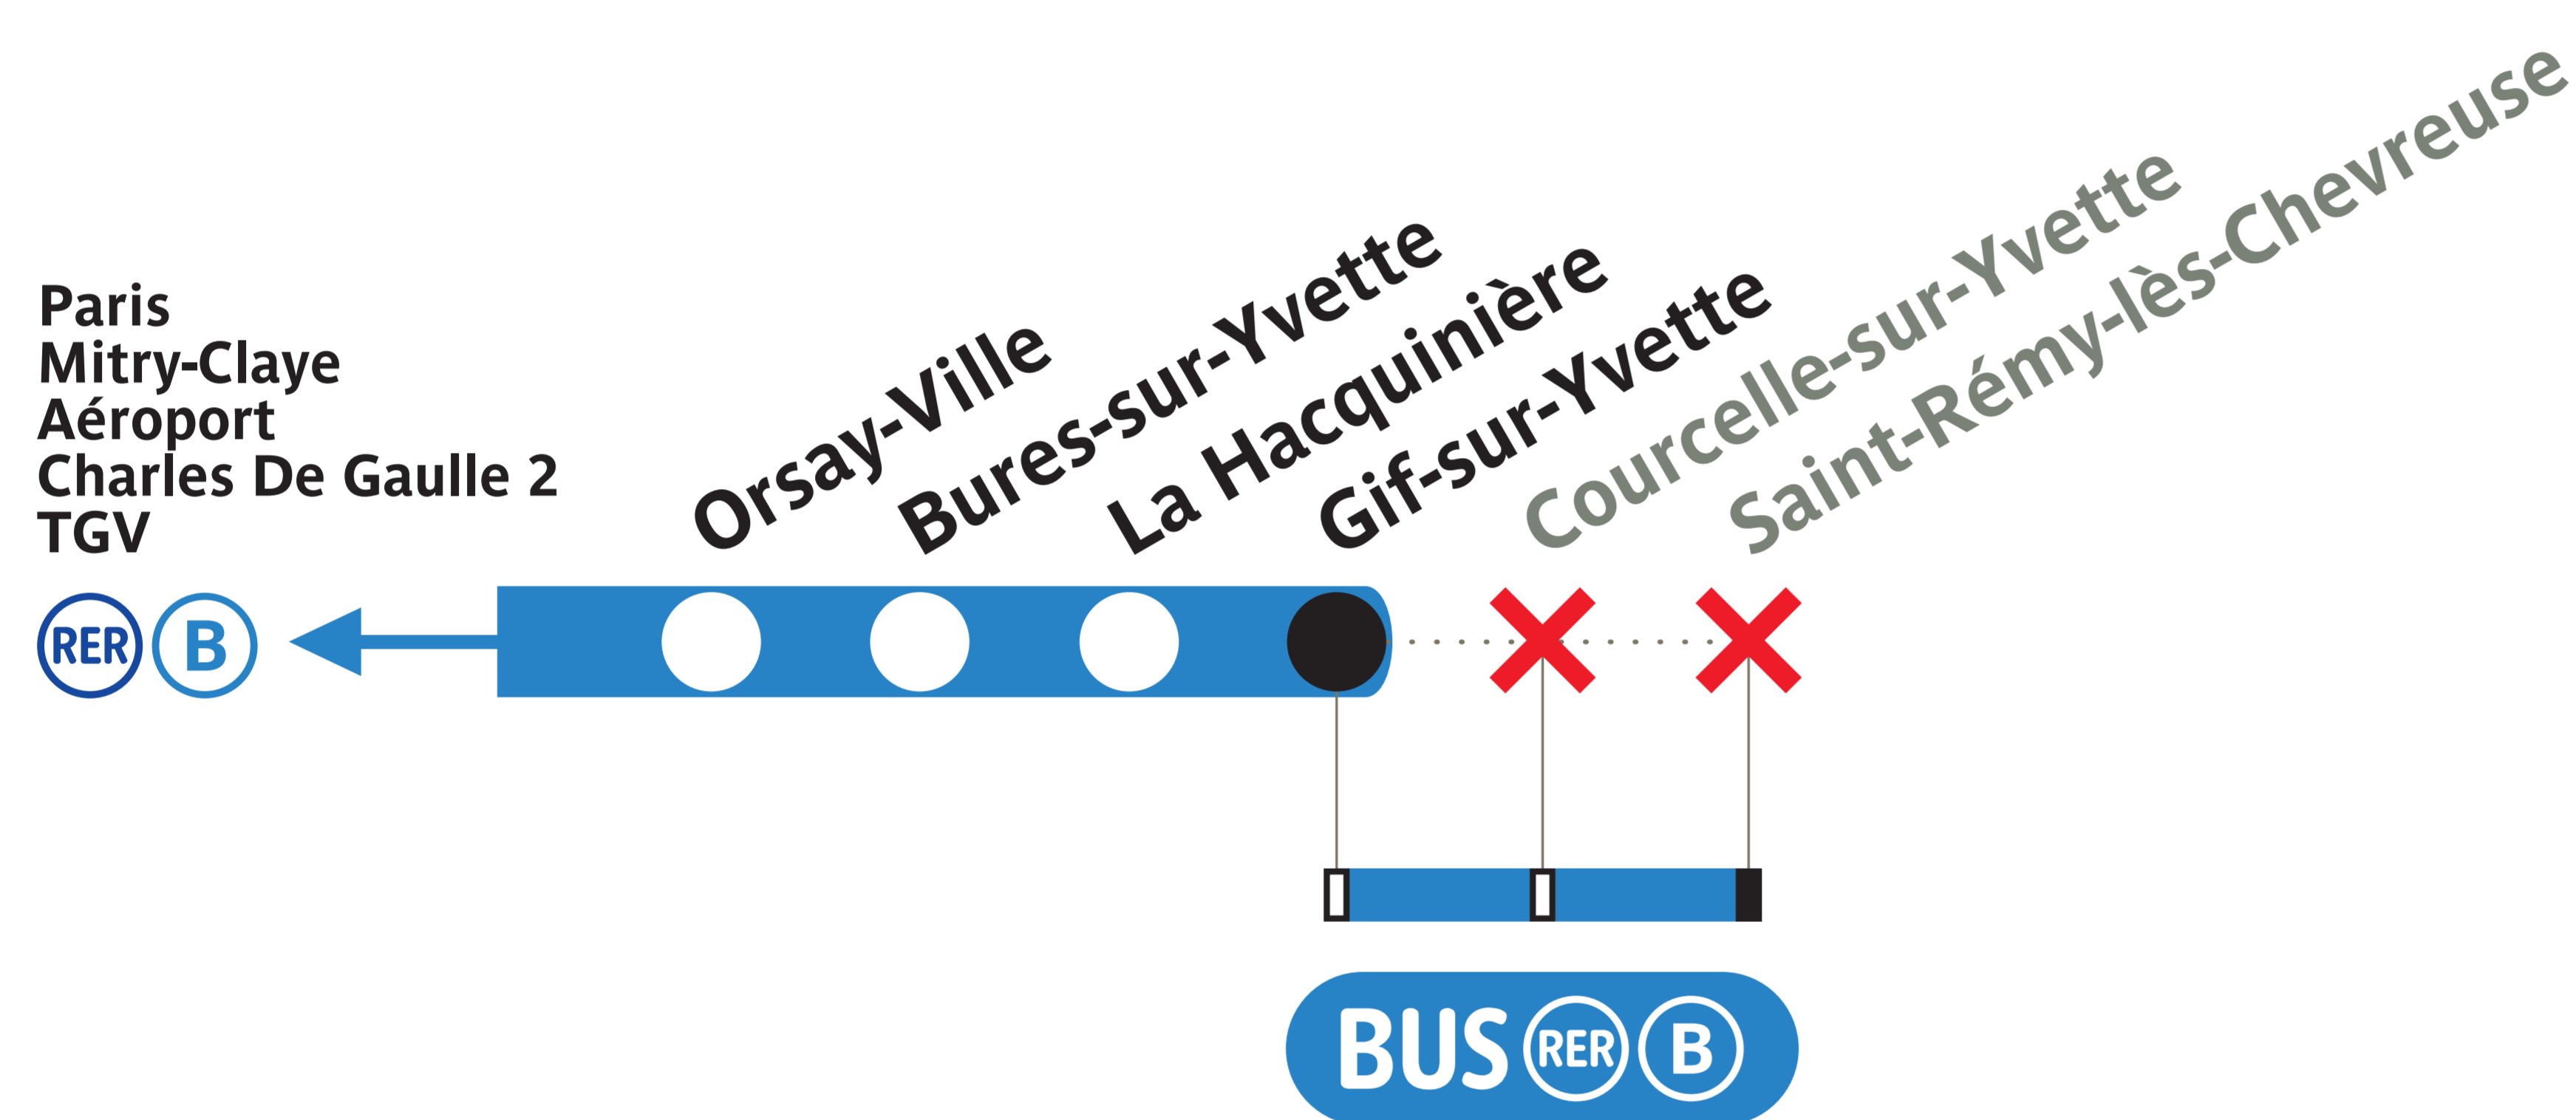 Paris
Mitry-Claye
Aéroport
Charles De Gaulle 2
TGV
RER B
Orsay-Ville
Bures-sur-Yvette
La Hacquinière
Gif-sur-Yvette
Courcelle-sur-Yvette
Saint-Rémy-lès-Chevreuse
BUS RER B